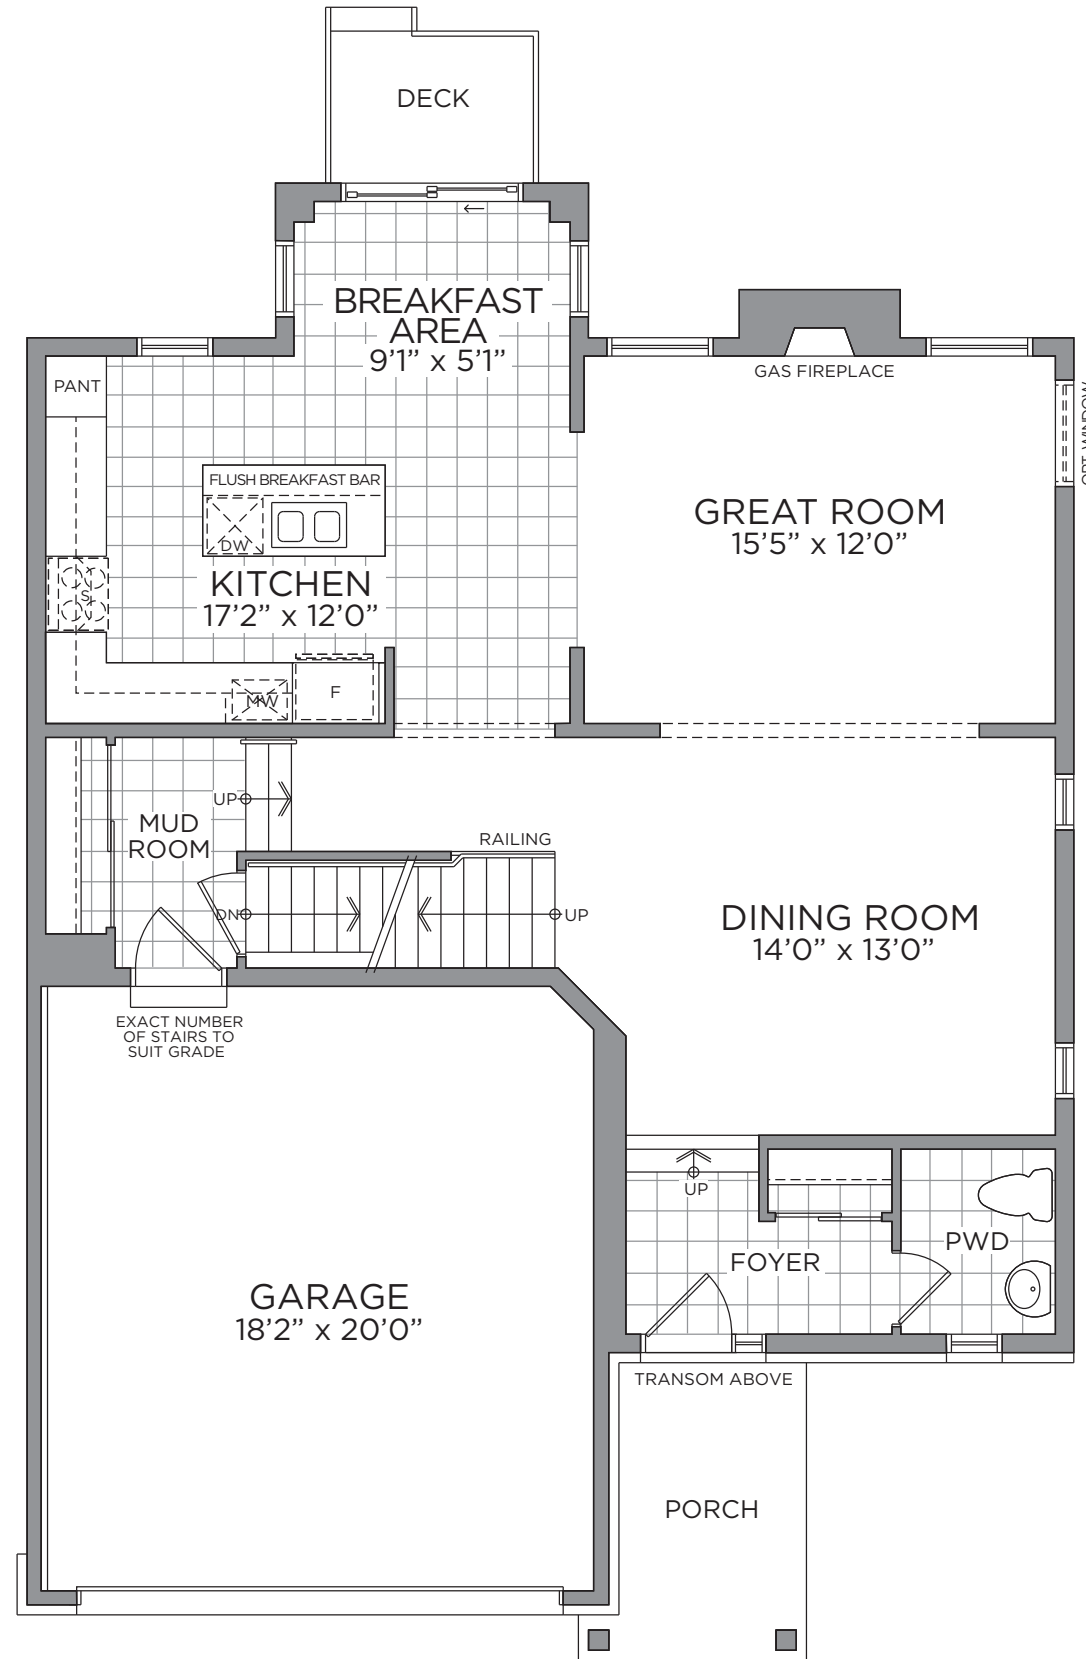 DECK
BREAKFAST
AREA
9'1" x 5'1"
PANT
GAS FIREPLACE
OPT. WINDOW
FLUSH BREAKFAST BAR
DW
GREAT ROOM
15'5" x 12'0"
S
KITCHEN
17'2" x 12'0"
MW
F
UP
MUD
ROOM
RAILING
DN
UP
DINING ROOM
14'0" x 13'0"
EXACT NUMBER
OF STAIRS TO
SUIT GRADE
UP
FOYER
PWD
GARAGE
18'2" x 20'0"
TRANSOM ABOVE
PORCH